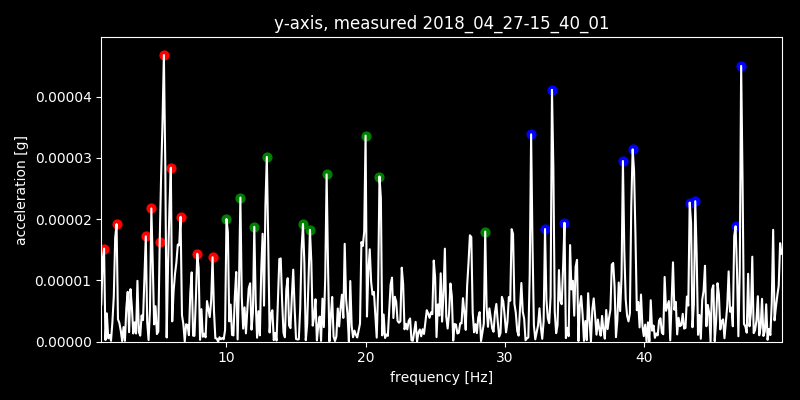 y-axis, measured 2018_04_27-15_40_01
acceleration [g]
0.00004
0.00003
0.00002
0.00001
0.00000
10 20 30 40
frequency [Hz]